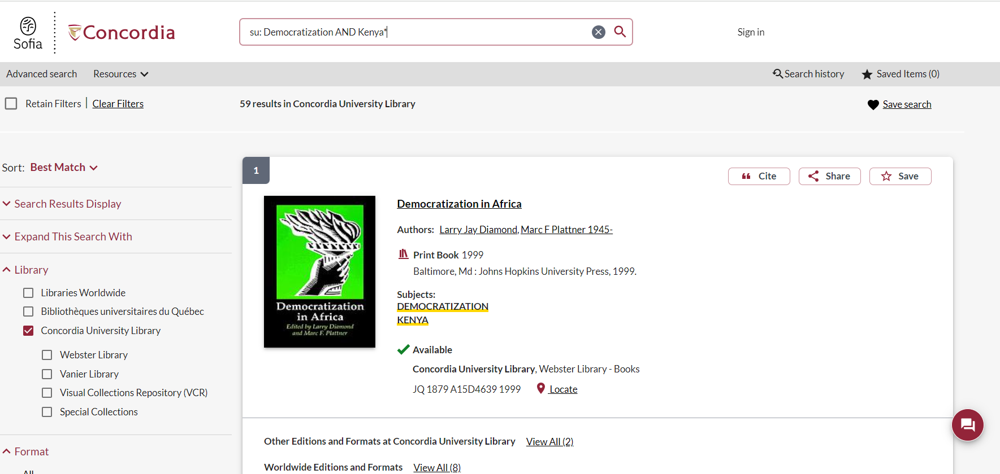 Sofia
Concordia
su: Democratization AND Kenya*
Sign in
Advanced search
Resources
Search history
Saved Items (0)
Retain Filters
Clear Filters
59 results in Concordia University Library
Save search
Sort: Best Match
Search Results Display
Expand This Search With
Library
Libraries Worldwide
Bibliothèques universitaires du Québec
Concordia University Library
Webster Library
Vanier Library
Visual Collections Repository (VCR)
Special Collections
Format
All
1
Cite
Share
Save
Democratization
in Africa
Edited by Larry Diamond
and Marc F. Plattner
Democratization in Africa
Authors: Larry Jay Diamond, Marc F Plattner 1945-
Print Book 1999
Baltimore, Md : Johns Hopkins University Press, 1999.
Subjects:
DEMOCRATIZATION
KENYA
Available
Concordia University Library, Webster Library - Books
JQ 1879 A15D4639 1999
Locate
Other Editions and Formats at Concordia University Library View All (2)
Worldwide Editions and Formats View All (8)